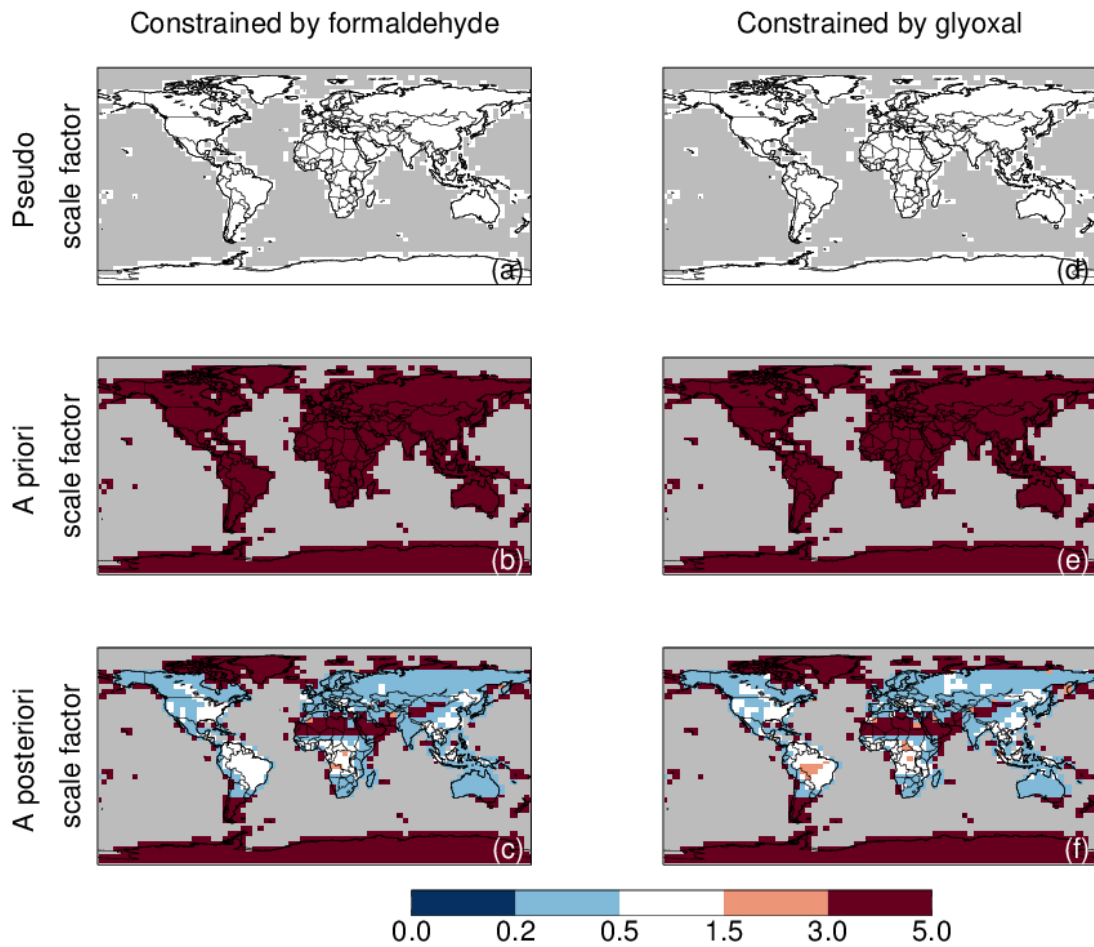 Constrained by formaldehyde
Constrained by glyoxal
Pseudo
scale factor
(a)
(d)
A priori
scale factor
(b)
(e)
A posteriori
scale factor
(c)
(f)
0.0 0.2 0.5 1.5 3.0 5.0